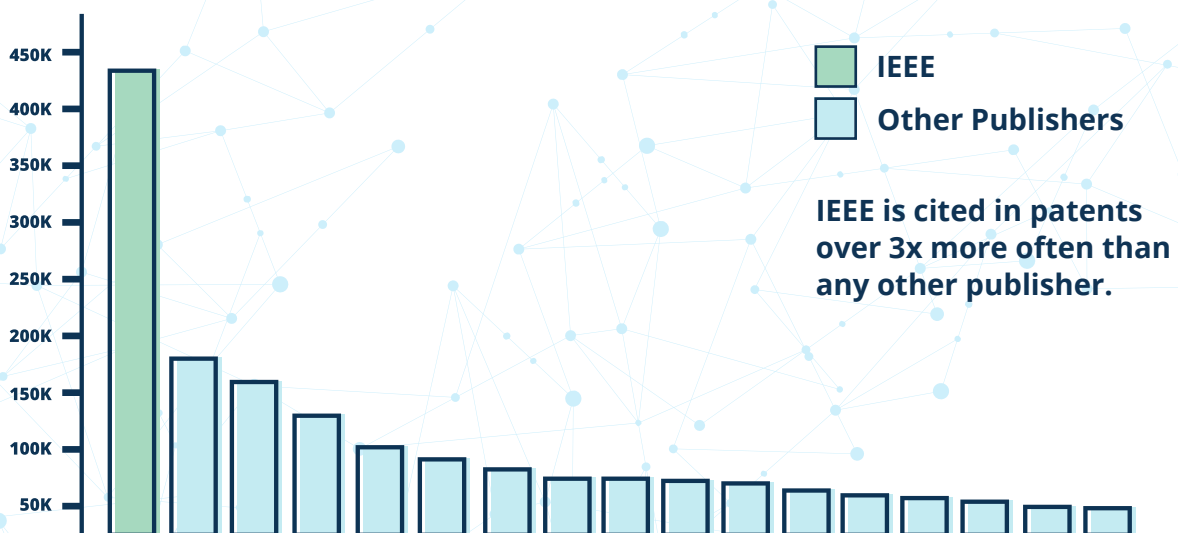 450K
400K
350K
300K
250K
200K
150K
100K
50K
IEEE
Other Publishers
IEEE is cited in patents
over 3x more often than
any other publisher.